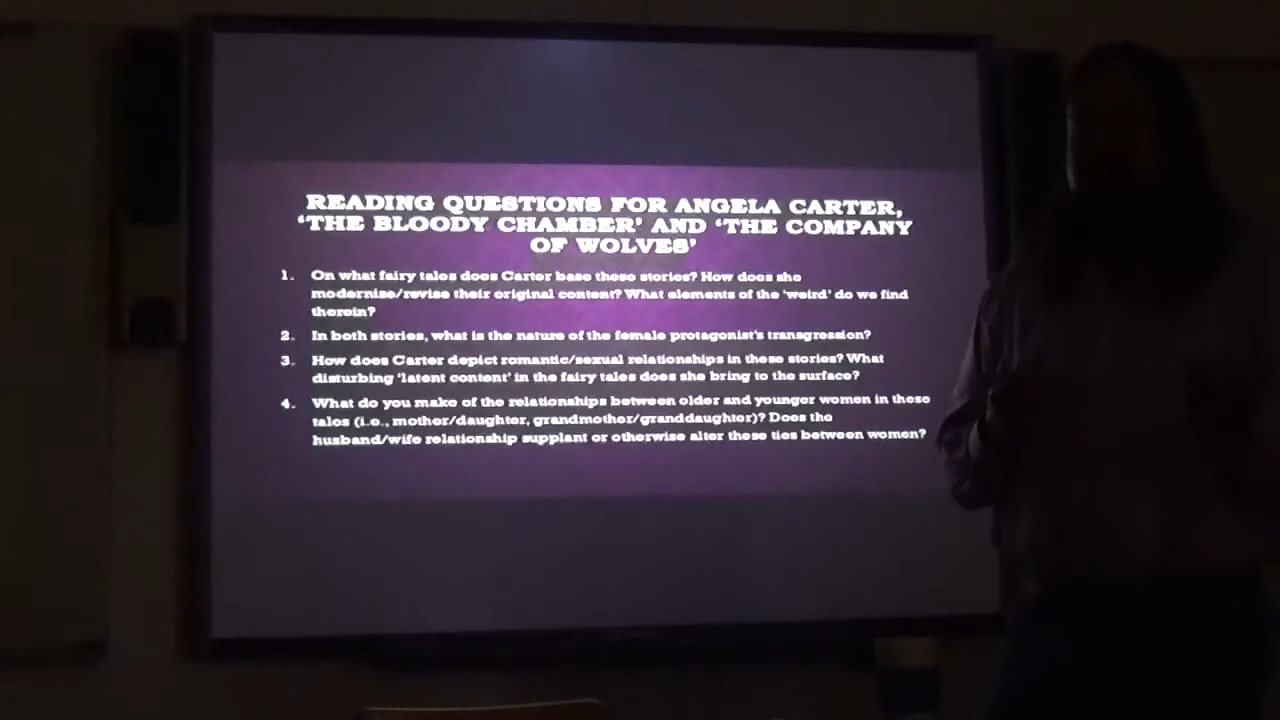 READING QUESTIONS FOR ANGELA CARTER,
‘THE BLOODY CHAMBER’ AND ‘THE COMPANY
OF WOLVES’
1. On what fairy tales does Carter base these stories? How does she
modernise/revise their original content? What elements of the ‘weird’ do we find
therein?
2. In both stories, what is the nature of the female protagonist’s transgression?
3. How does Carter depict romantic/sexual relationships in these stories? What
disturbing ‘latent content’ in the fairy tales does she bring to the surface?
4. What do you make of the relationships between older and younger women in these
tales (i.e., mother/daughter, grandmother/granddaughter)? Does the
husband/wife relationship supplant or otherwise alter these ties between women?